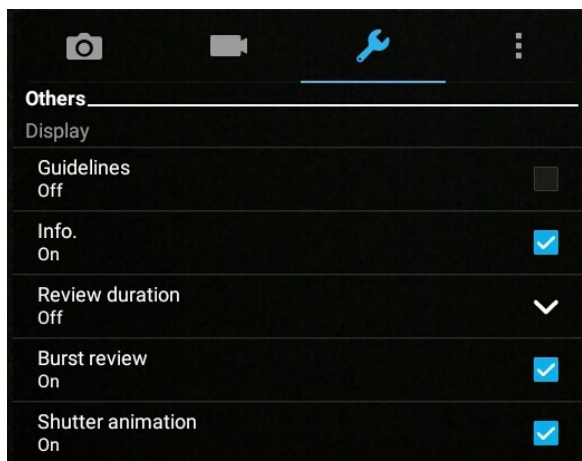 Others
Display
Guidelines
Off
Info.
On
Review duration
Off
Burst review
On
Shutter animation
On